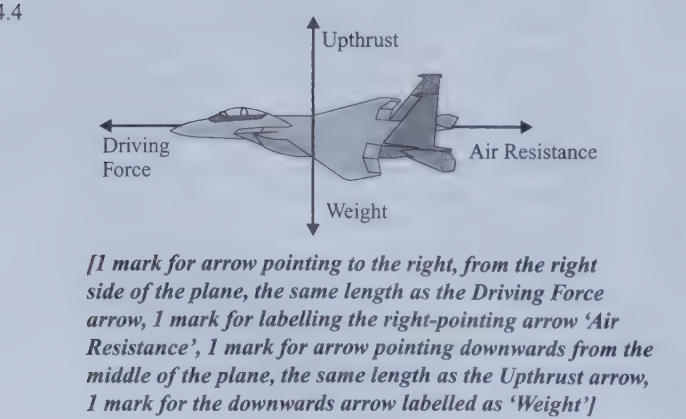 4.4
Upthrust
Driving
Force
Air Resistance
Weight
[1 mark for arrow pointing to the right, from the right
side of the plane, the same length as the Driving Force
arrow, 1 mark for labelling the right-pointing arrow ‘Air
Resistance’, 1 mark for arrow pointing downwards from the
middle of the plane, the same length as the Upthrust arrow,
1 mark for the downwards arrow labelled as ‘Weight’]